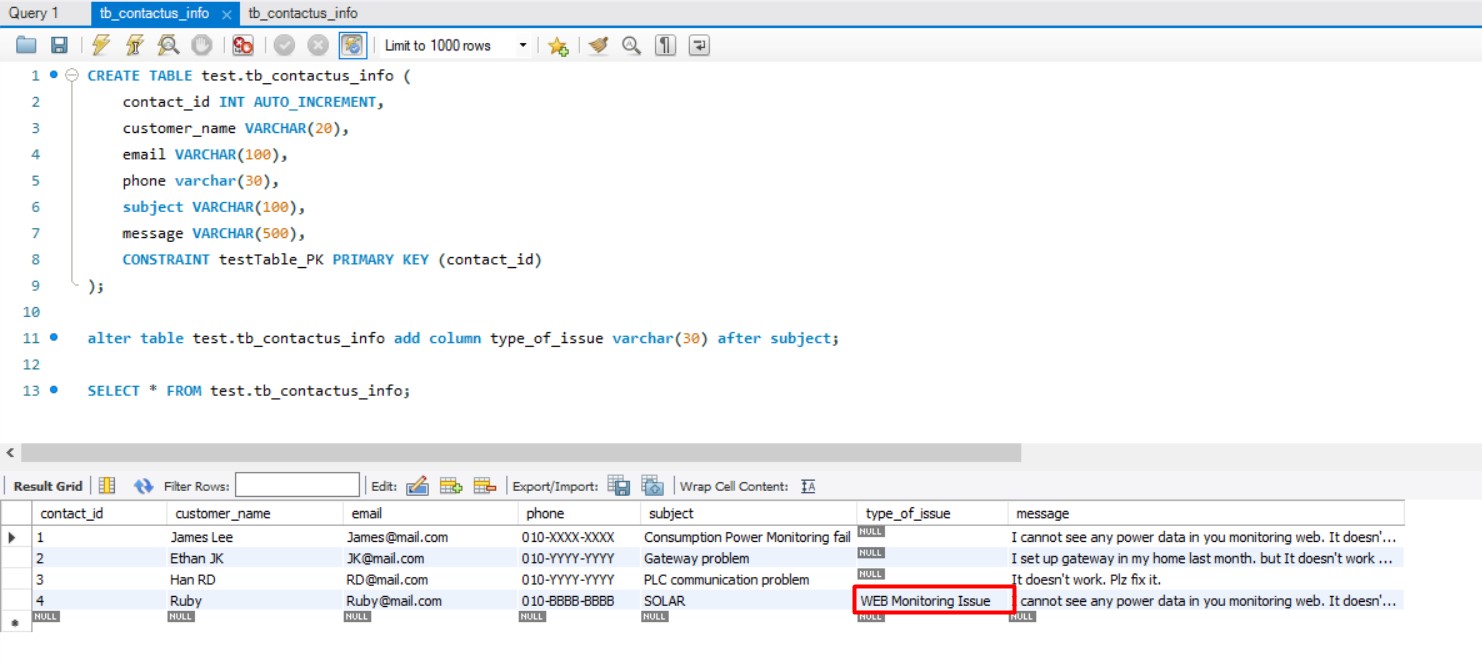 Query 1 tb_contactus_info × tb_contactus_info
Limit to 1000 rows
1 CREATE TABLE test.tb_contactus_info (
2 contact_id INT AUTO_INCREMENT,
3 customer_name VARCHAR(20),
4 email VARCHAR(100),
5 phone varchar(30),
6 subject VARCHAR(100),
7 message VARCHAR(500),
8 CONSTRAINT testTable_PK PRIMARY KEY (contact_id)
9 );
10
11 alter table test.tb_contactus_info add column type_of_issue varchar(30) after subject;
12
13 SELECT * FROM test.tb_contactus_info;
Result Grid Filter Rows: Edit: Export/Import: Wrap Cell Content: IA
contact_id customer_name email phone subject type_of_issue message
1 James Lee James@mail.com 010-XXXX-XXXX Consumption Power Monitoring fail NULL I cannot see any power data in you monitoring web. It doesn'...
2 Ethan JK JK@mail.com 010-YYYY-YYYY Gateway problem NULL I set up gateway in my home last month. but It doesn't work ...
3 Han RD RD@mail.com 010-YYYY-YYYY PLC communication problem NULL It doesn't work. Plz fix it.
4 Ruby Ruby@mail.com 010-BBBB-BBBB SOLAR WEB Monitoring Issue I cannot see any power data in you monitoring web. It doesn'...
NULL NULL NULL NULL NULL NULL NULL